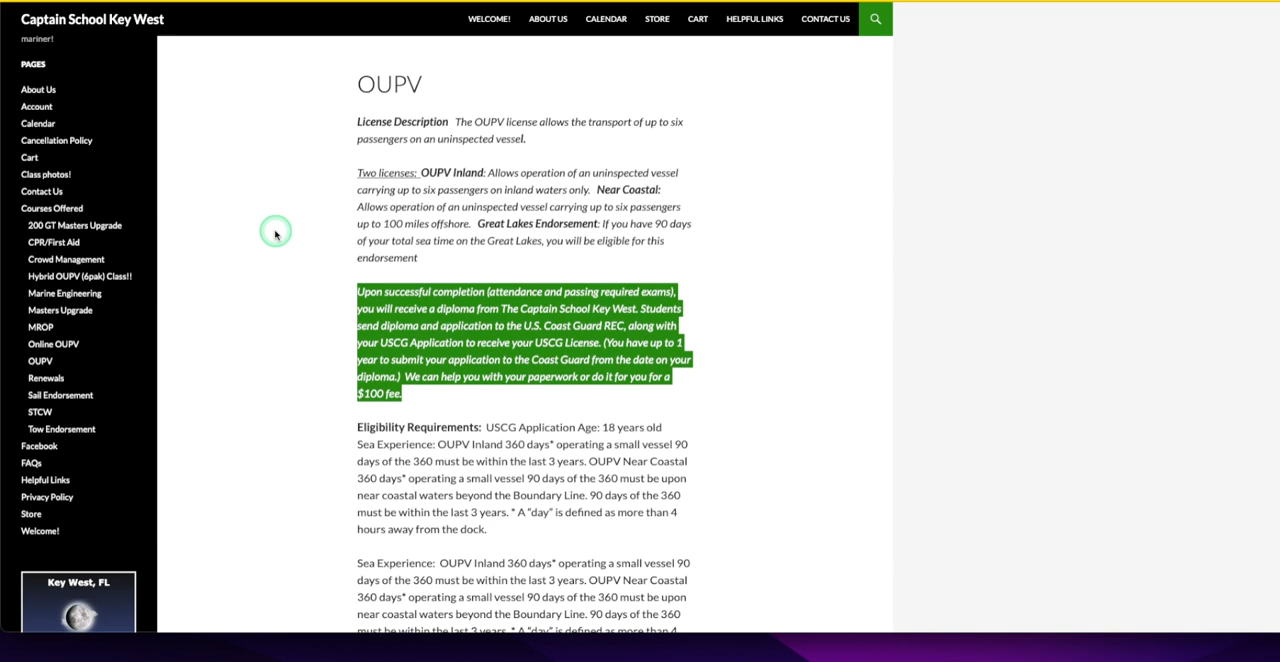 Captain School Key West
WELCOME! ABOUT US CALENDAR STORE CART HELPFUL LINKS CONTACT US
mariner!
PAGES
About Us
Account
Calendar
Cancellation Policy
Cart
Class photos!
Contact Us
Courses Offered
200 GT Masters Upgrade
CPR/First Aid
Crowd Management
Hybrid OUPV (6pak) Class!!
Marine Engineering
Masters Upgrade
MROP
Online OUPV
OUPV
Renewals
Sail Endorsement
STCW
Tow Endorsement
Facebook
FAQs
Helpful Links
Privacy Policy
Store
Welcome!
Key West, FL
OUPV
License Description The OUPV license allows the transport of up to six
passengers on an uninspected vessel.
Two licenses: OUPV Inland: Allows operation of an uninspected vessel
carrying up to six passengers on inland waters only. Near Coastal:
Allows operation of an uninspected vessel carrying up to six passengers
up to 100 miles offshore. Great Lakes Endorsement: If you have 90 days
of your total sea time on the Great Lakes, you will be eligible for this
endorsement
Upon successful completion (attendance and passing required exams),
you will receive a diploma from The Captain School Key West. Students
send diploma and application to the U.S. Coast Guard REC, along with
your USCG Application to receive your USCG License. (You have up to 1
year to submit your application to the Coast Guard from the date on your
diploma.) We can help you with your paperwork or do it for you for a
$100 fee.
Eligibility Requirements: USCG Application Age: 18 years old
Sea Experience: OUPV Inland 360 days* operating a small vessel 90
days of the 360 must be within the last 3 years. OUPV Near Coastal
360 days* operating a small vessel 90 days of the 360 must be upon
near coastal waters beyond the Boundary Line. 90 days of the 360
must be within the last 3 years. * A “day” is defined as more than 4
hours away from the dock.
Sea Experience: OUPV Inland 360 days* operating a small vessel 90
days of the 360 must be within the last 3 years. OUPV Near Coastal
360 days* operating a small vessel 90 days of the 360 must be upon
near coastal waters beyond the Boundary Line. 90 days of the 360
must be within the last 3 years. * A “day” is defined as more than 4